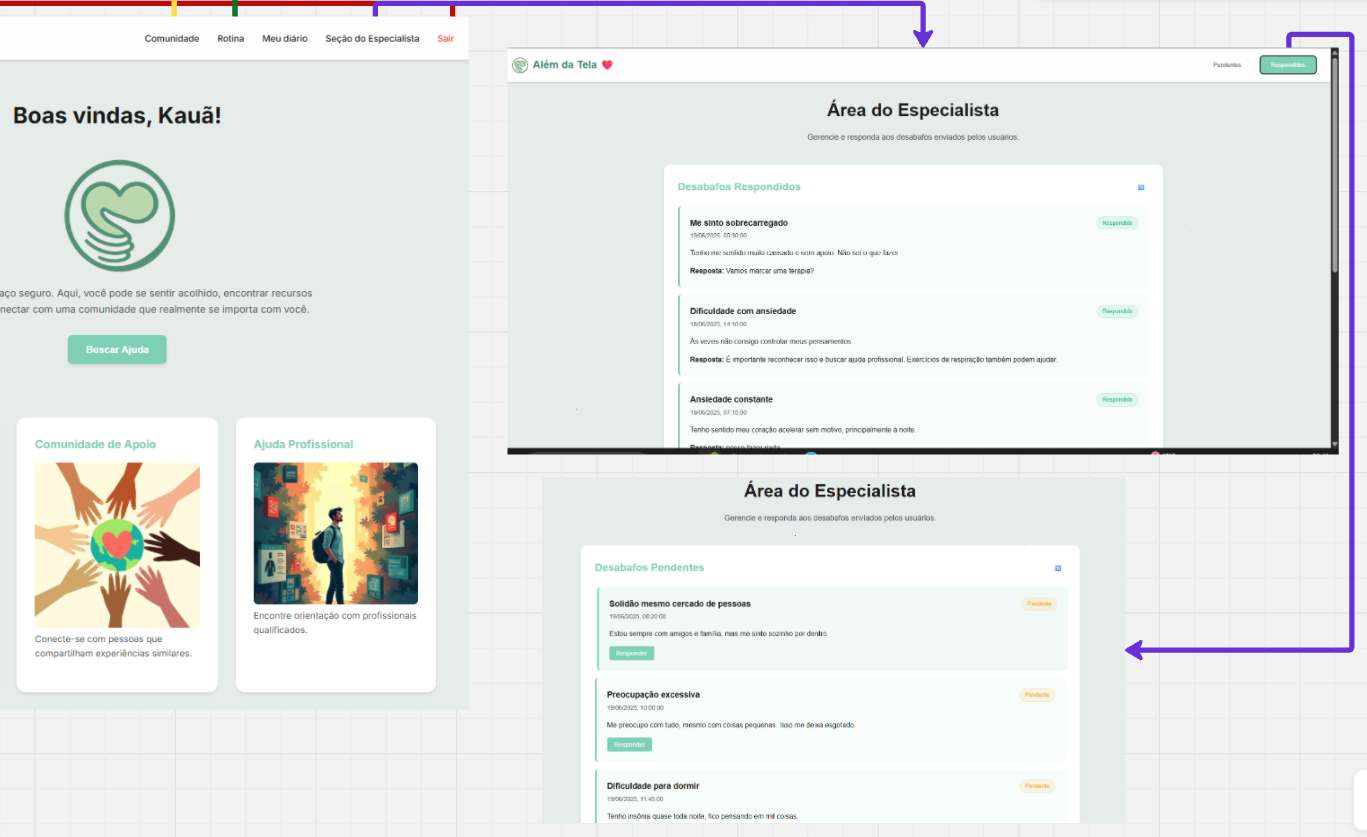 Comunidade
Rotina
Meu diário
Seção do Especialista
Sair
Boas vindas, Kauã!
aço seguro. Aqui, você pode se sentir acolhido, encontrar recursos
nectar com uma comunidade que realmente se importa com você.
Buscar Ajuda
Comunidade de Apoio
Conecte-se com pessoas que
compartilham experiências similares.
Ajuda Profissional
Encontre orientação com profissionais
qualificados.
Além da Tela
Pendentes
Respondidos
Área do Especialista
Gerencie e responda aos desabafos enviados pelos usuários.
Desabafos Respondidos
Me sinto sobrecarregado
Respondido
19/06/2025, 05:30:00
Tenho me sentido muito cansado e sem apoio. Não sei o que fazer.
Resposta: Vamos marcar uma terapia?
Dificuldade com ansiedade
Respondido
18/06/2025, 14:10:00
Às vezes não consigo controlar meus pensamentos
Resposta: É importante reconhecer isso e buscar ajuda profissional. Exercícios de respiração também podem ajudar.
Ansiedade constante
Respondido
19/06/2025, 07:15:00
Tenho sentido meu coração acelerar sem motivo, principalmente à noite.
Resposta: posso fazer nada
Área do Especialista
Gerencie e responda aos desabafos enviados pelos usuários.
Desabafos Pendentes
Solidão mesmo cercado de pessoas
Pendente
19/06/2025, 08:20:00
Estou sempre com amigos e família, mas me sinto sozinho por dentro.
Responder
Preocupação excessiva
Pendente
19/06/2025, 10:00:00
Me preocupo com tudo, mesmo com coisas pequenas. Isso me deixa esgotado.
Responder
Dificuldade para dormir
Pendente
19/06/2025, 11:45:00
Tenho insônia quase toda noite, fico pensando em mil coisas.